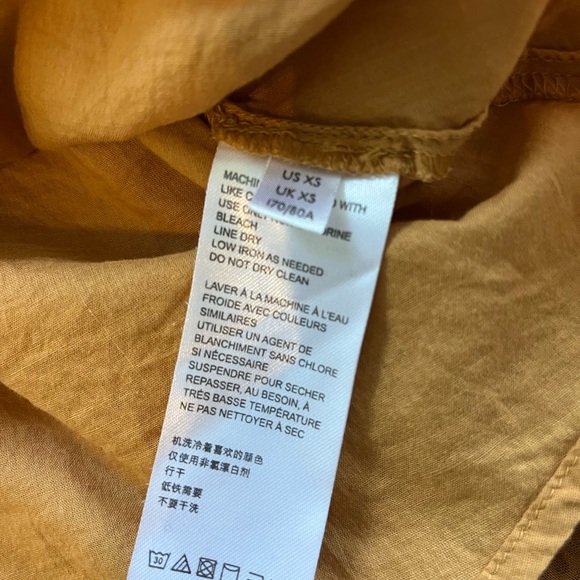 US XS
UK XS
170/80A
MACHI WITH
LIKE
USE ONLY RINE
BLEACH
LINE DRY
LOW IRON AS NEEDED
DO NOT DRY CLEAN
LAVER À LA MACHINE À L'EAU
FROIDE AVEC COULEURS
SIMILAIRES
UTILISER UN AGENT DE
BLANCHIMENT SANS CHLORE
SI NÉCESSAIRE
SUSPENDRE POUR SECHER
REPASSER, AU BESOIN, À
TRÈS BASSE TEMPÉRATURE
NE PAS NETTOYER À SEC
机洗冷着喜欢的颜色
仅使用非氯漂白剂
行干
低铁需要
不要干洗
30